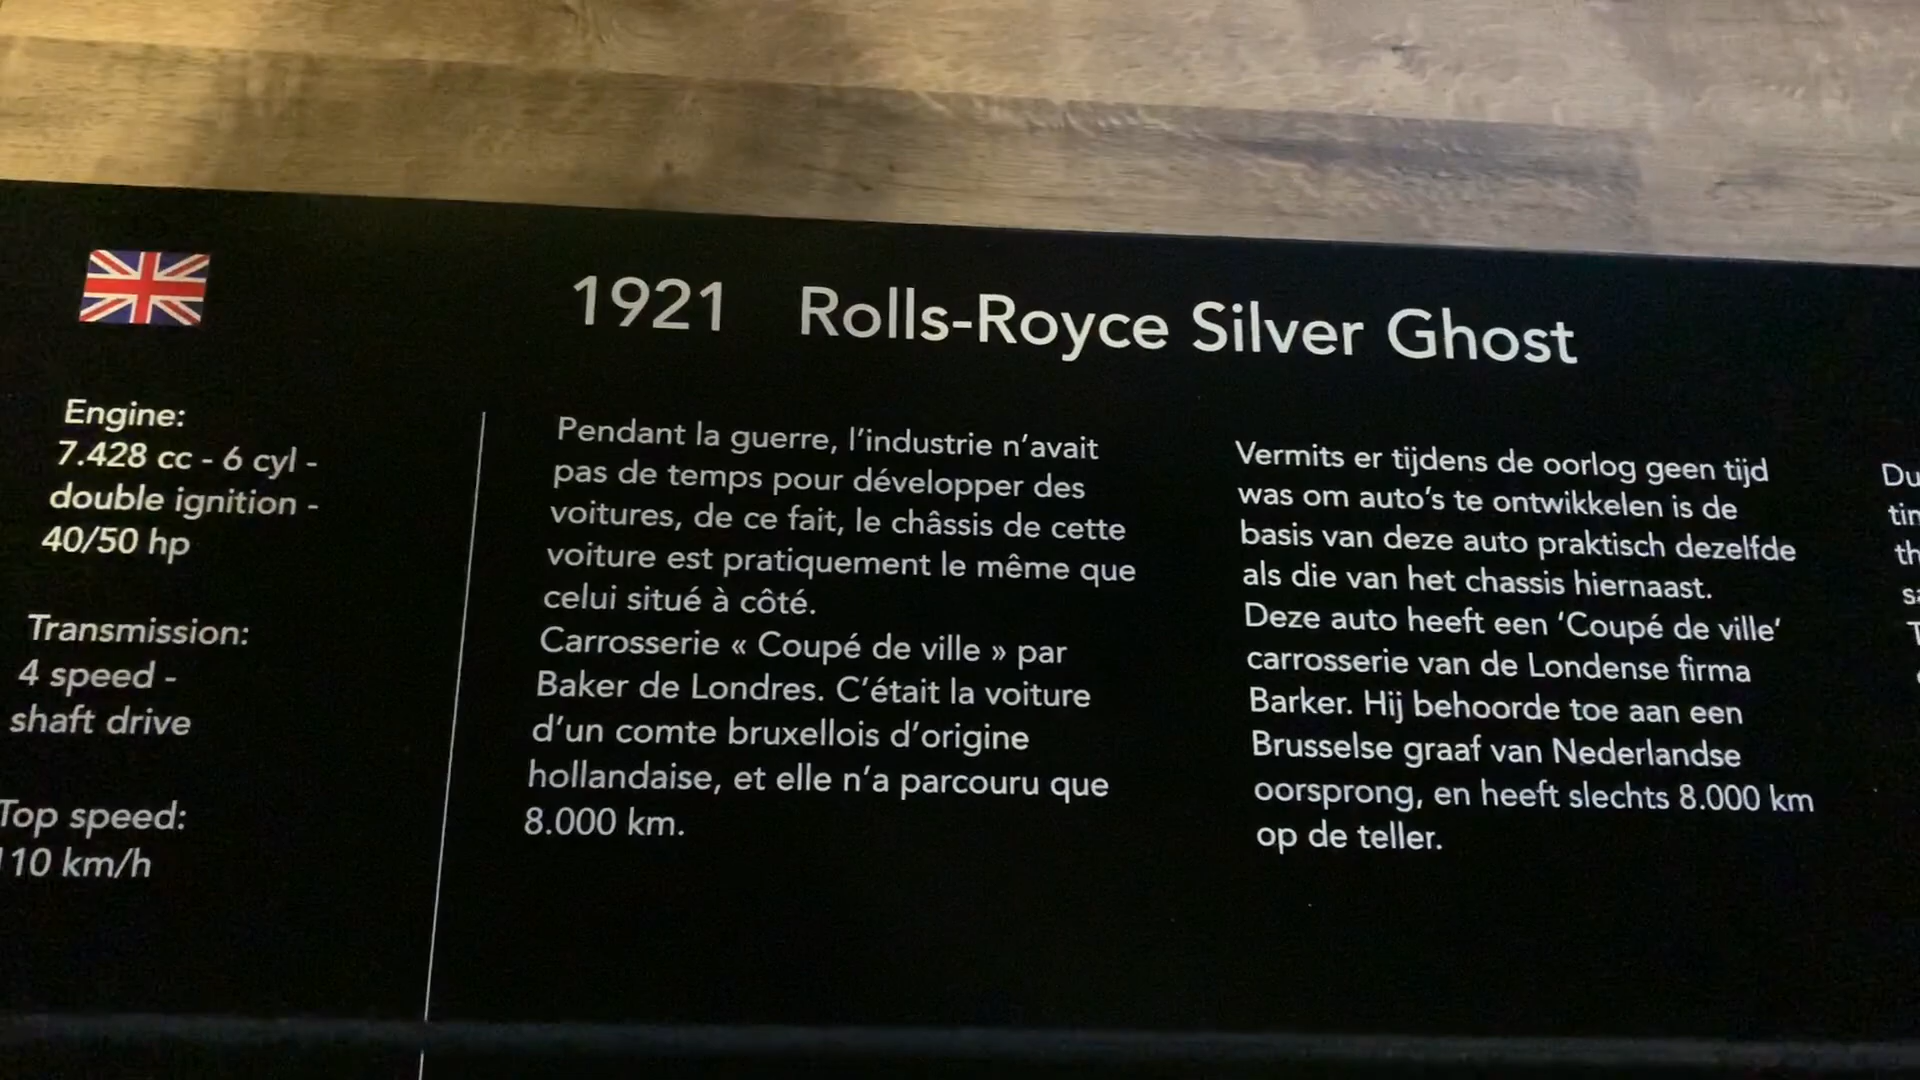 1921 Rolls-Royce Silver Ghost
Engine:
7.428 cc - 6 cyl -
double ignition -
40/50 hp
Transmission:
4 speed -
shaft drive
Top speed:
110 km/h
Pendant la guerre, l'industrie n'avait
pas de temps pour développer des
voitures, de ce fait, le châssis de cette
voiture est pratiquement le même que
celui situé à côté.
Carrosserie « Coupé de ville » par
Baker de Londres. C'était la voiture
d'un comte bruxellois d'origine
hollandaise, et elle n'a parcouru que
8.000 km.
Vermits er tijdens de oorlog geen tijd
was om auto's te ontwikkelen is de
basis van deze auto praktisch dezelfde
als die van het chassis hiernaast.
Deze auto heeft een 'Coupé de ville'
carrosserie van de Londense firma
Barker. Hij behoorde toe aan een
Brusselse graaf van Nederlandse
oorsprong, en heeft slechts 8.000 km
op de teller.